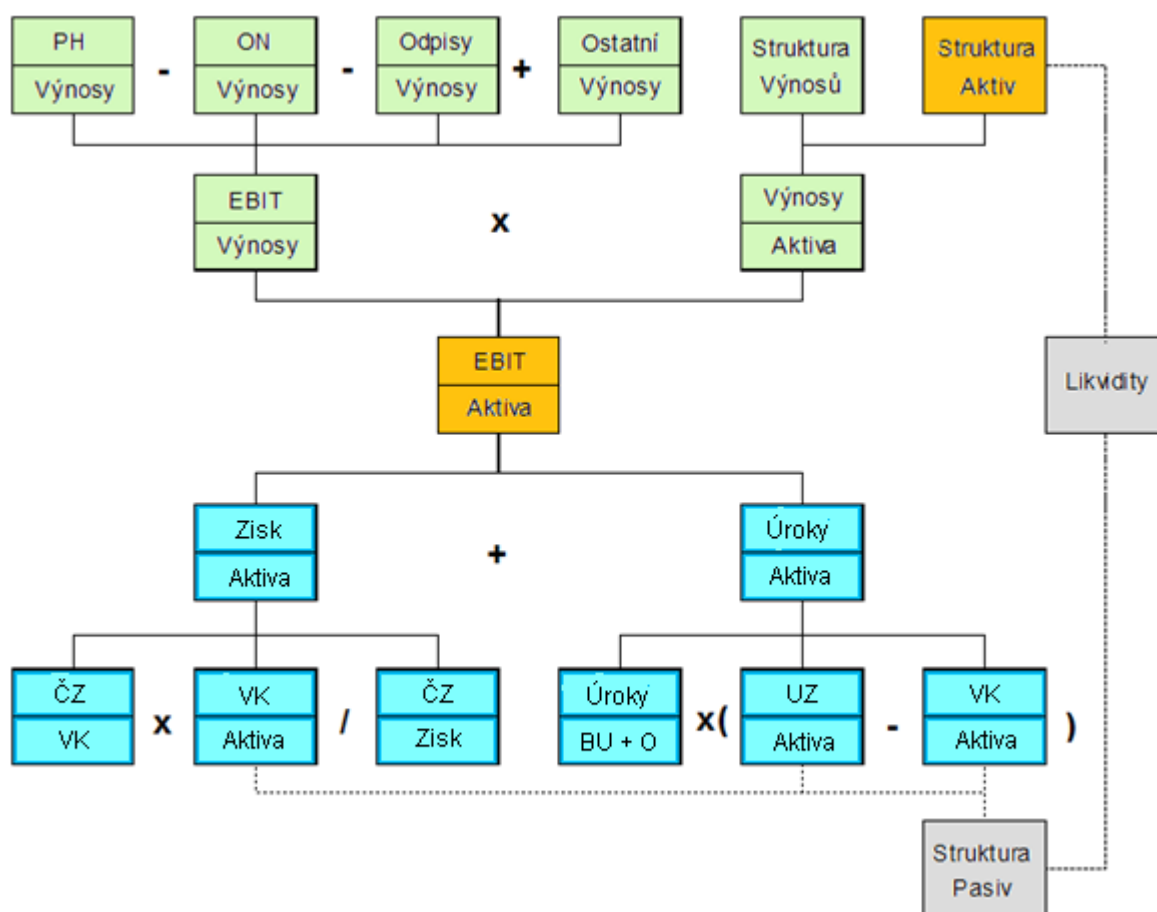 PH - ON - Odpisy + Ostatní Struktura Struktura
Výnosy Výnosy Výnosy Výnosy Výnosů Aktiv
EBIT x Výnosy
Výnosy Aktiva
EBIT
Aktiva
Likvidity
Zisk + Úroky
Aktiva Aktiva
ČZ x VK / ČZ Úroky x( UZ - VK )
VK Aktiva Zisk BU + O Aktiva Aktiva
Struktura
Pasiv